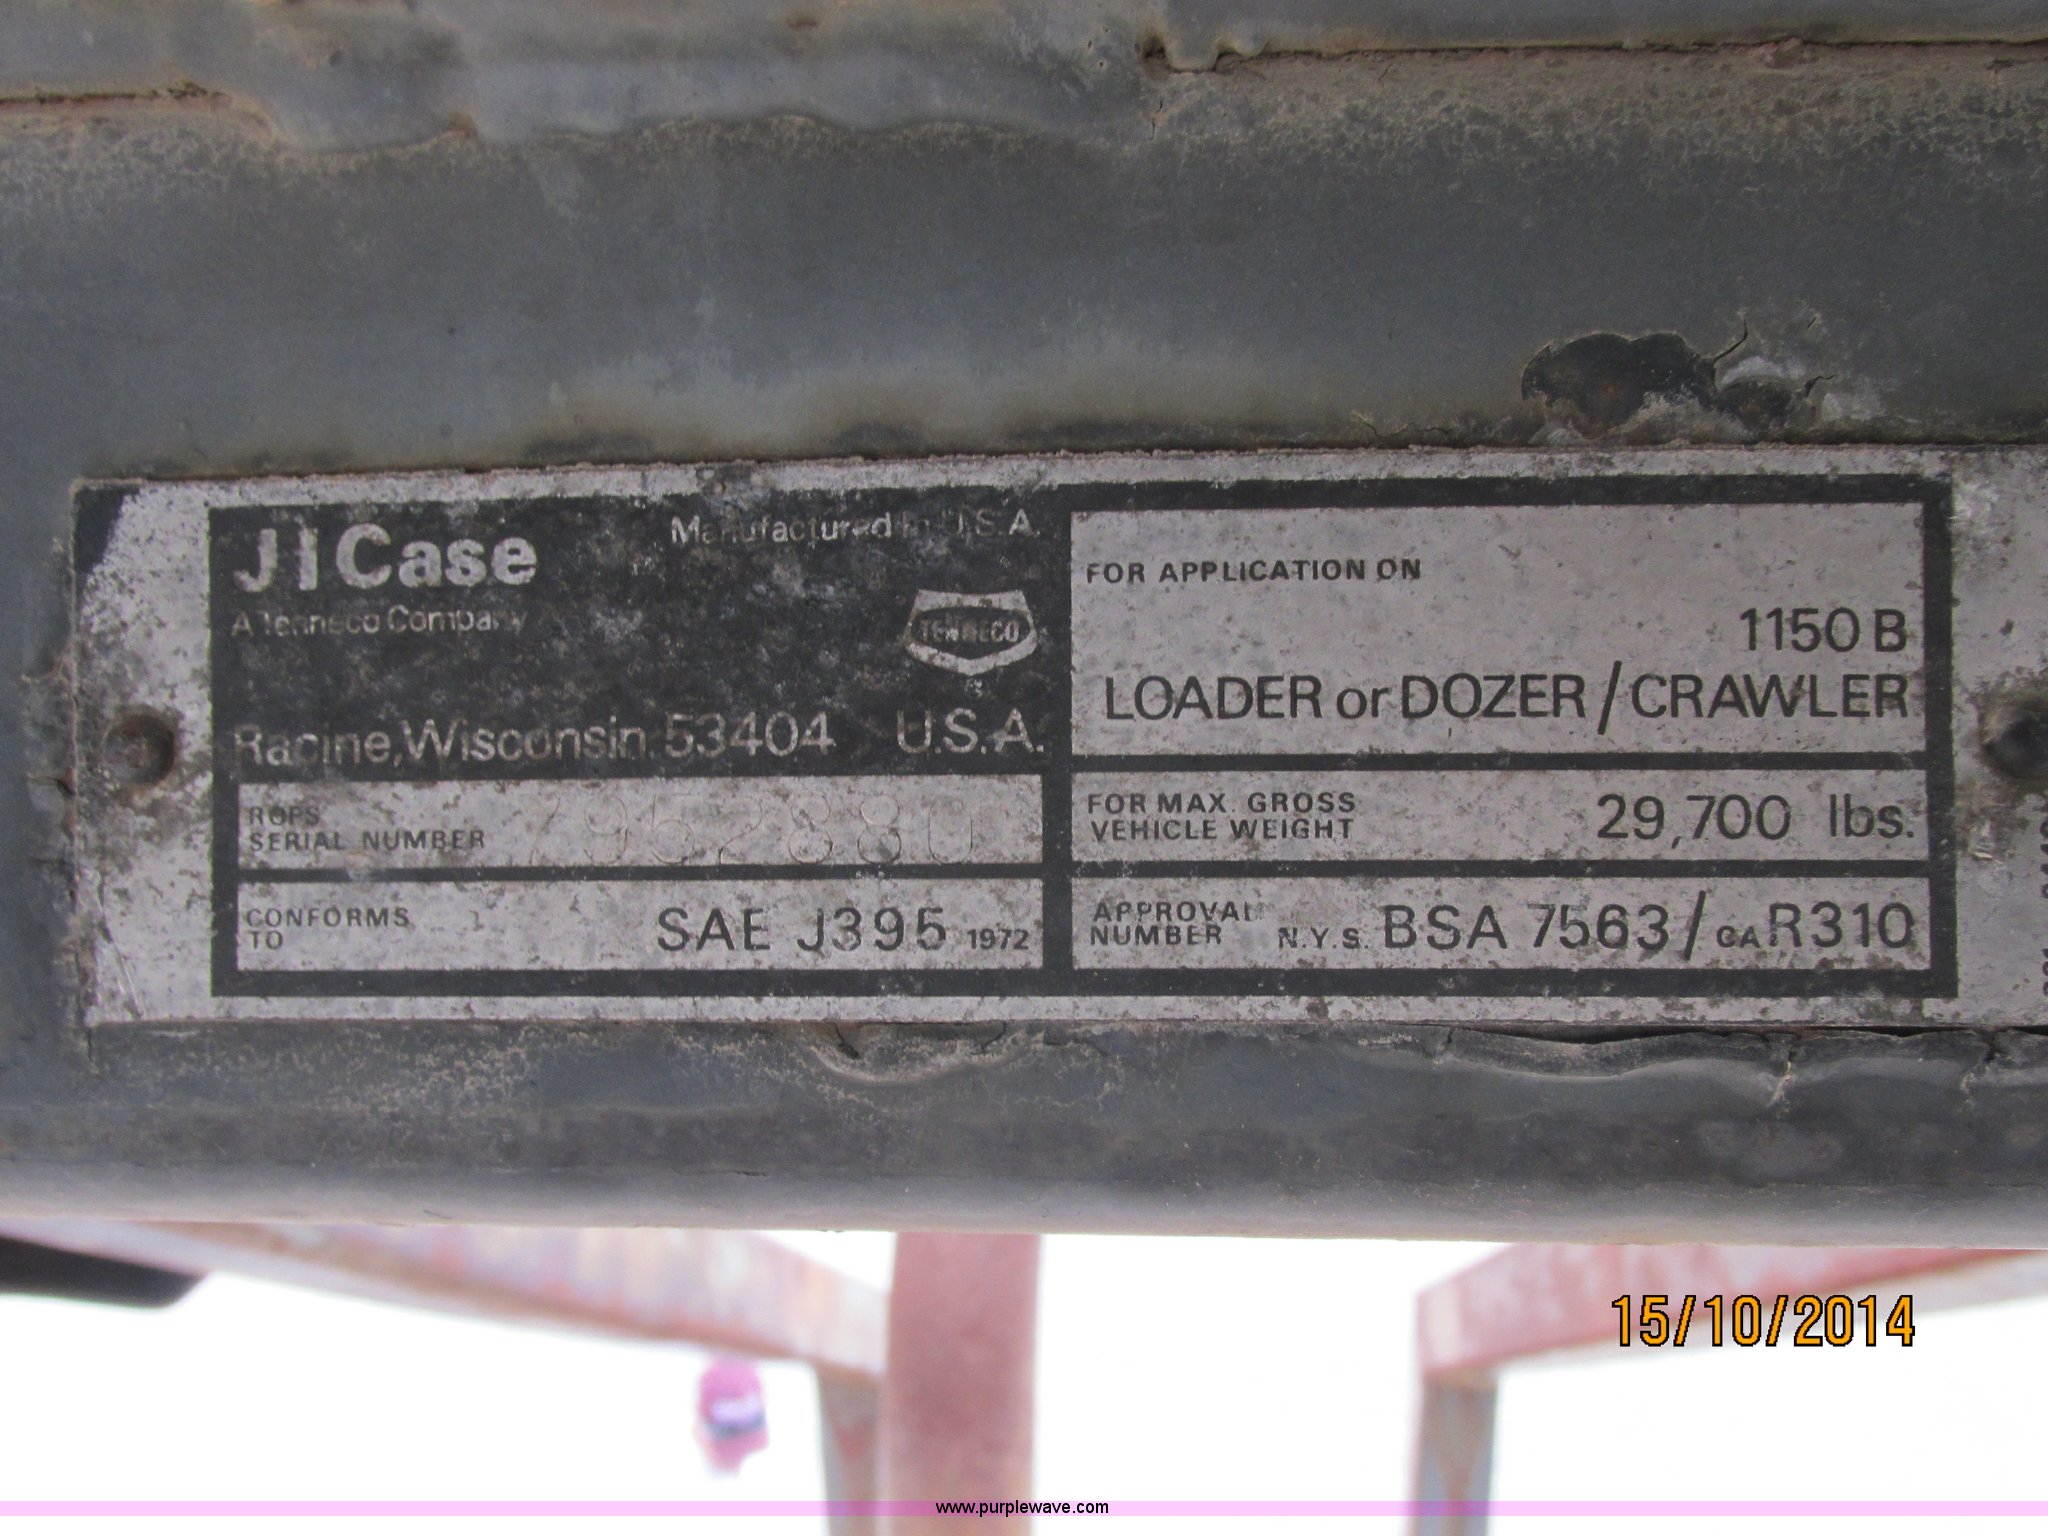 JI Case
Manufactured in U.S.A.
A Tenneco Company
TENNECO
Racine, Wisconsin 53404 U.S.A.
ROPS
SERIAL NUMBER 7952880
CONFORMS
TO SAE J395 1972
FOR APPLICATION ON
1150 B
LOADER or DOZER / CRAWLER
FOR MAX. GROSS
VEHICLE WEIGHT 29,700 lbs.
APPROVAL
NUMBER N.Y.S. BSA 7563 / CA. R310
15/10/2014
www.purplewave.com